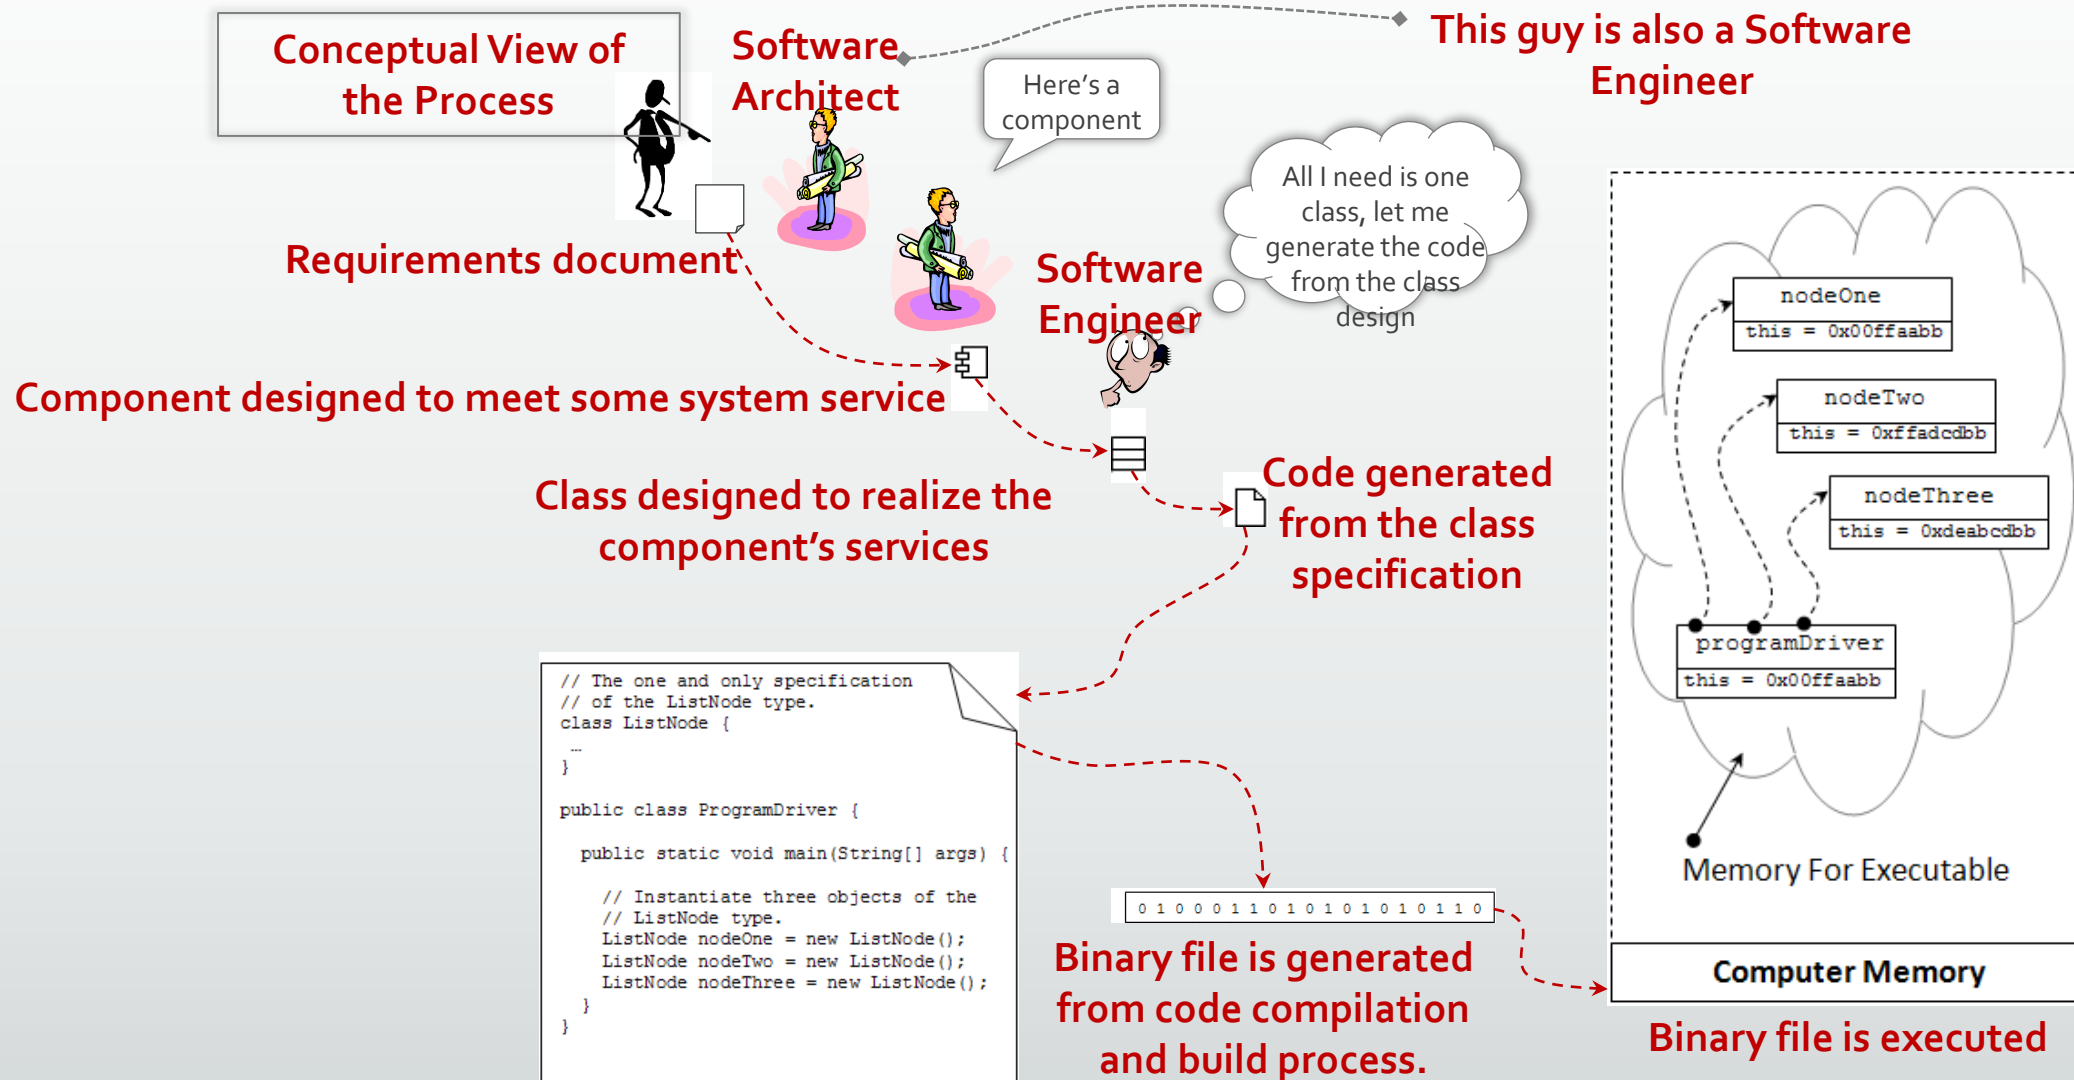 Conceptual View of
the Process
Software
Architect
This guy is also a Software
Engineer
Here's a
component
All I need is one
class, let me
generate the code
from the class
design
Requirements document
Software
Engineer
Component designed to meet some system service
Class designed to realize the
component's services
Code generated
from the class
specification
// The one and only specification
// of the ListNode type.
class ListNode {
…
}
public class ProgramDriver {
public static void main(String[] args) {
// Instantiate three objects of the
// ListNode type.
ListNode nodeOne = new ListNode();
ListNode nodeTwo = new ListNode();
ListNode nodeThree = new ListNode();
}
}
0 1 0 0 0 1 1 0 1 0 1 0 1 0 1 0 1 1 0
Binary file is generated
from code compilation
and build process.
nodeOne
this = 0x00ffaabb
nodeTwo
this = 0xffadcdbb
nodeThree
this = 0xdeabcdbb
programDriver
this = 0x00ffaabb
Memory For Executable
Computer Memory
Binary file is executed